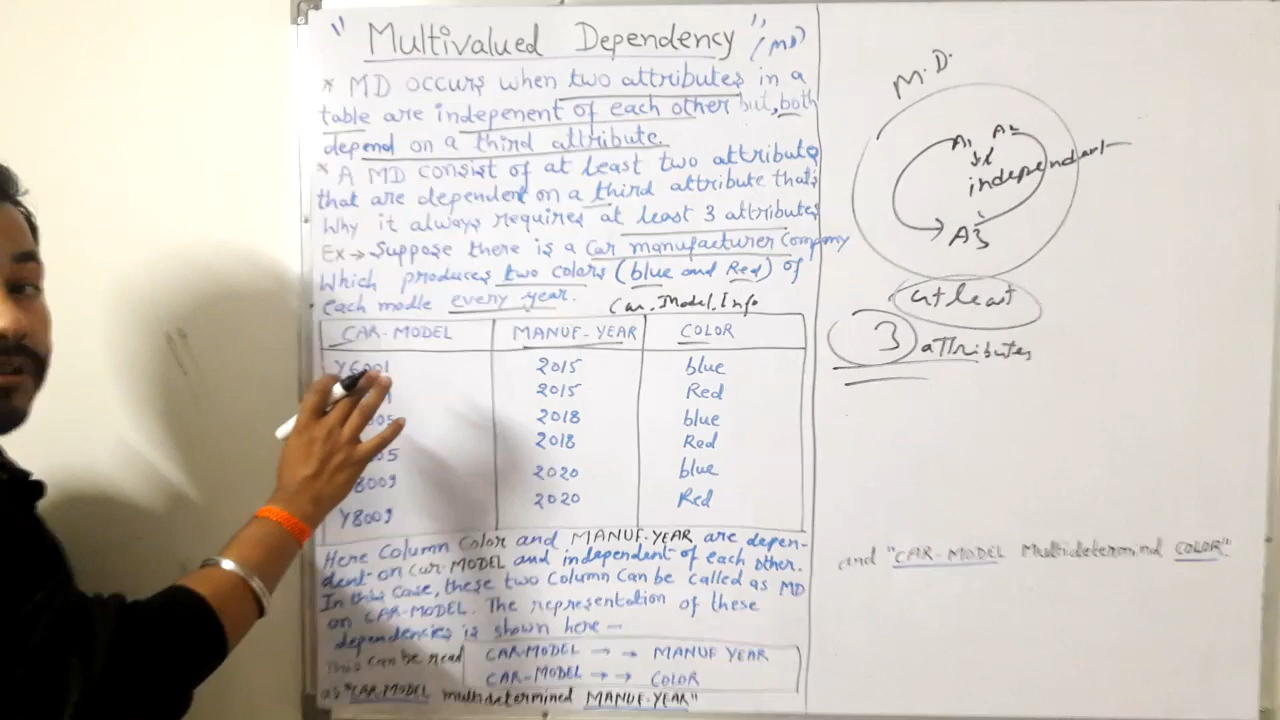 " Multivalued Dependency " (MD)
* MD occurs when two attributes in a
table are indepenent of each other but, both
depend on a third attribute.
* A MD consist of at least two attribute
that are dependent on a third attribute that's
Why it always requires at least 3 attributes
Ex → Suppose there is a Car manufacturer Company
Which produces two colors (blue and Red) of
each modle every year.
Car_Model_Info
CAR-MODEL MANUF-YEAR COLOR
2015 blue
2015 Red
2018 blue
2018 Red
2020 blue
2020 Red
Y8009
Here Column Color and MANUF-YEAR are depen-
dent on Car-MODEL and independent of each other.
In this Case, these two Column Can be called as MD
on CAR-MODEL. The representation of these
dependencies is shown here –
This can be read
CAR-MODEL → → MANUF YEAR
CAR-MODEL → → COLOR
as "CAR-MODEL multidetermined MANUF-YEAR"
M.D.
A1 A2
independent
A3
at least
3 attributes
and "CAR-MODEL Multidetermind COLOR"